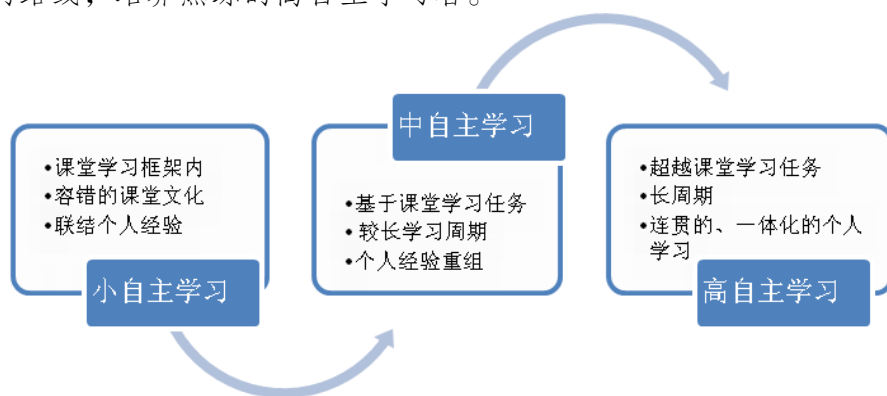 •课堂学习框架内
•容错的课堂文化
•联结个人经验
小自主学习
中自主学习
•基于课堂学习任务
•较长学习周期
•个人经验重组
•超越课堂学习任务
•长周期
•连贯的、一体化的个人
学习
高自主学习